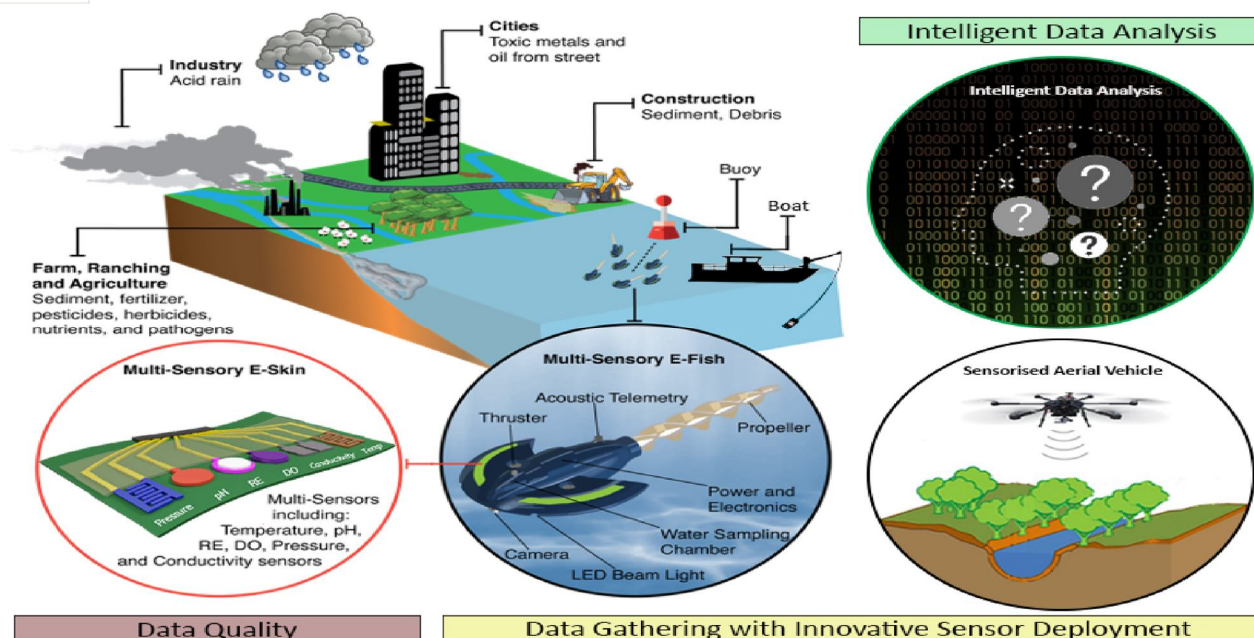 Intelligent Data Analysis
Cities
Toxic metals and
oil from street
Industry
Acid rain
Construction
Sediment, Debris
Buoy
Boat
Farm, Ranching
and Agriculture
Sediment, fertilizer,
pesticides, herbicides,
nutrients, and pathogens
Intelligent Data Analysis
Multi-Sensory E-Skin
Pressure
pH
RE
DO
Conductivity
Temp
Multi-Sensors
including:
Temperature, pH,
RE, DO, Pressure,
and Conductivity sensors
Multi-Sensory E-Fish
Acoustic Telemetry
Thruster
Propeller
Power and
Electronics
Water Sampling
Chamber
Camera
LED Beam Light
Sensorised Aerial Vehicle
Data Quality
Data Gathering with Innovative Sensor Deployment